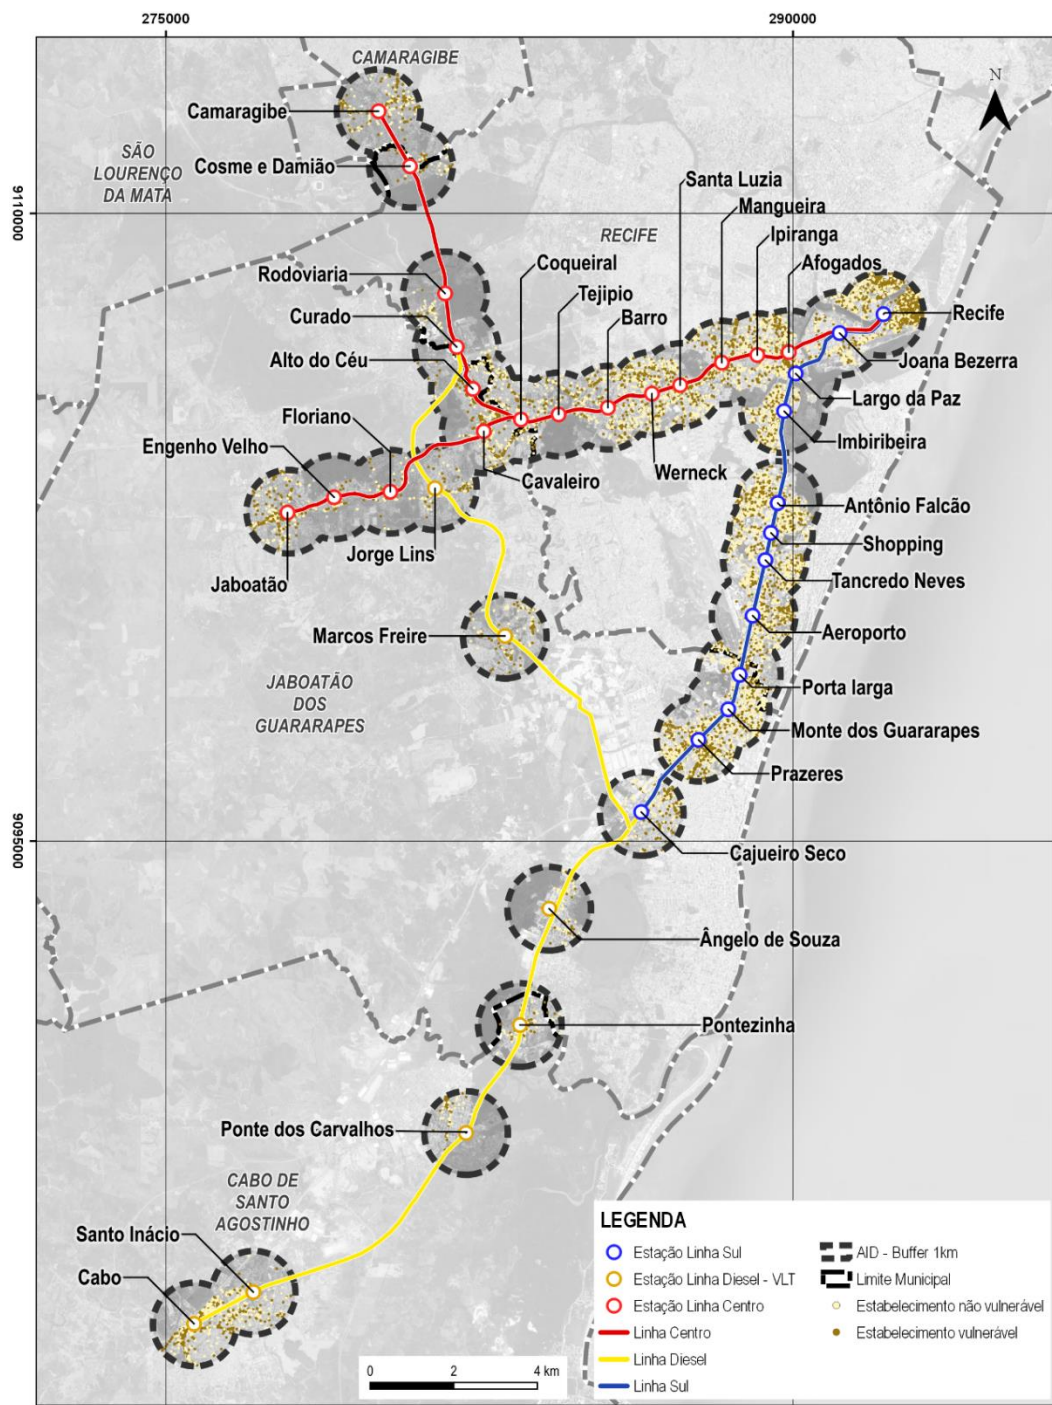 275000
290000
CAMARAGIBE
N
Camaragibe
SÃO
LOURENÇO
DA MATA
Cosme e Damião
Santa Luzia
9110000
Mangueira
RECIFE
Ipiranga
Coqueiral
Afogados
Rodoviaria
Tejipio
Recife
Curado
Barro
Alto do Céu
Joana Bezerra
Largo da Paz
Floriano
Imbiribeira
Engenho Velho
Werneck
Cavaleiro
Antônio Falcão
Shopping
Jorge Lins
Tancredo Neves
Jaboatão
Marcos Freire
Aeroporto
JABOATÃO
DOS
GUARARAPES
Porta larga
Monte dos Guararapes
Prazeres
9095000
Cajueiro Seco
Ângelo de Souza
Pontezinha
Ponte dos Carvalhos
CABO DE
SANTO
AGOSTINHO
Santo Inácio
Cabo
LEGENDA
Estação Linha Sul
Estação Linha Diesel - VLT
Estação Linha Centro
Linha Centro
Linha Diesel
Linha Sul
AID - Buffer 1km
Limite Municipal
Estabelecimento não vulnerável
Estabelecimento vulnerável
0 2 4 km